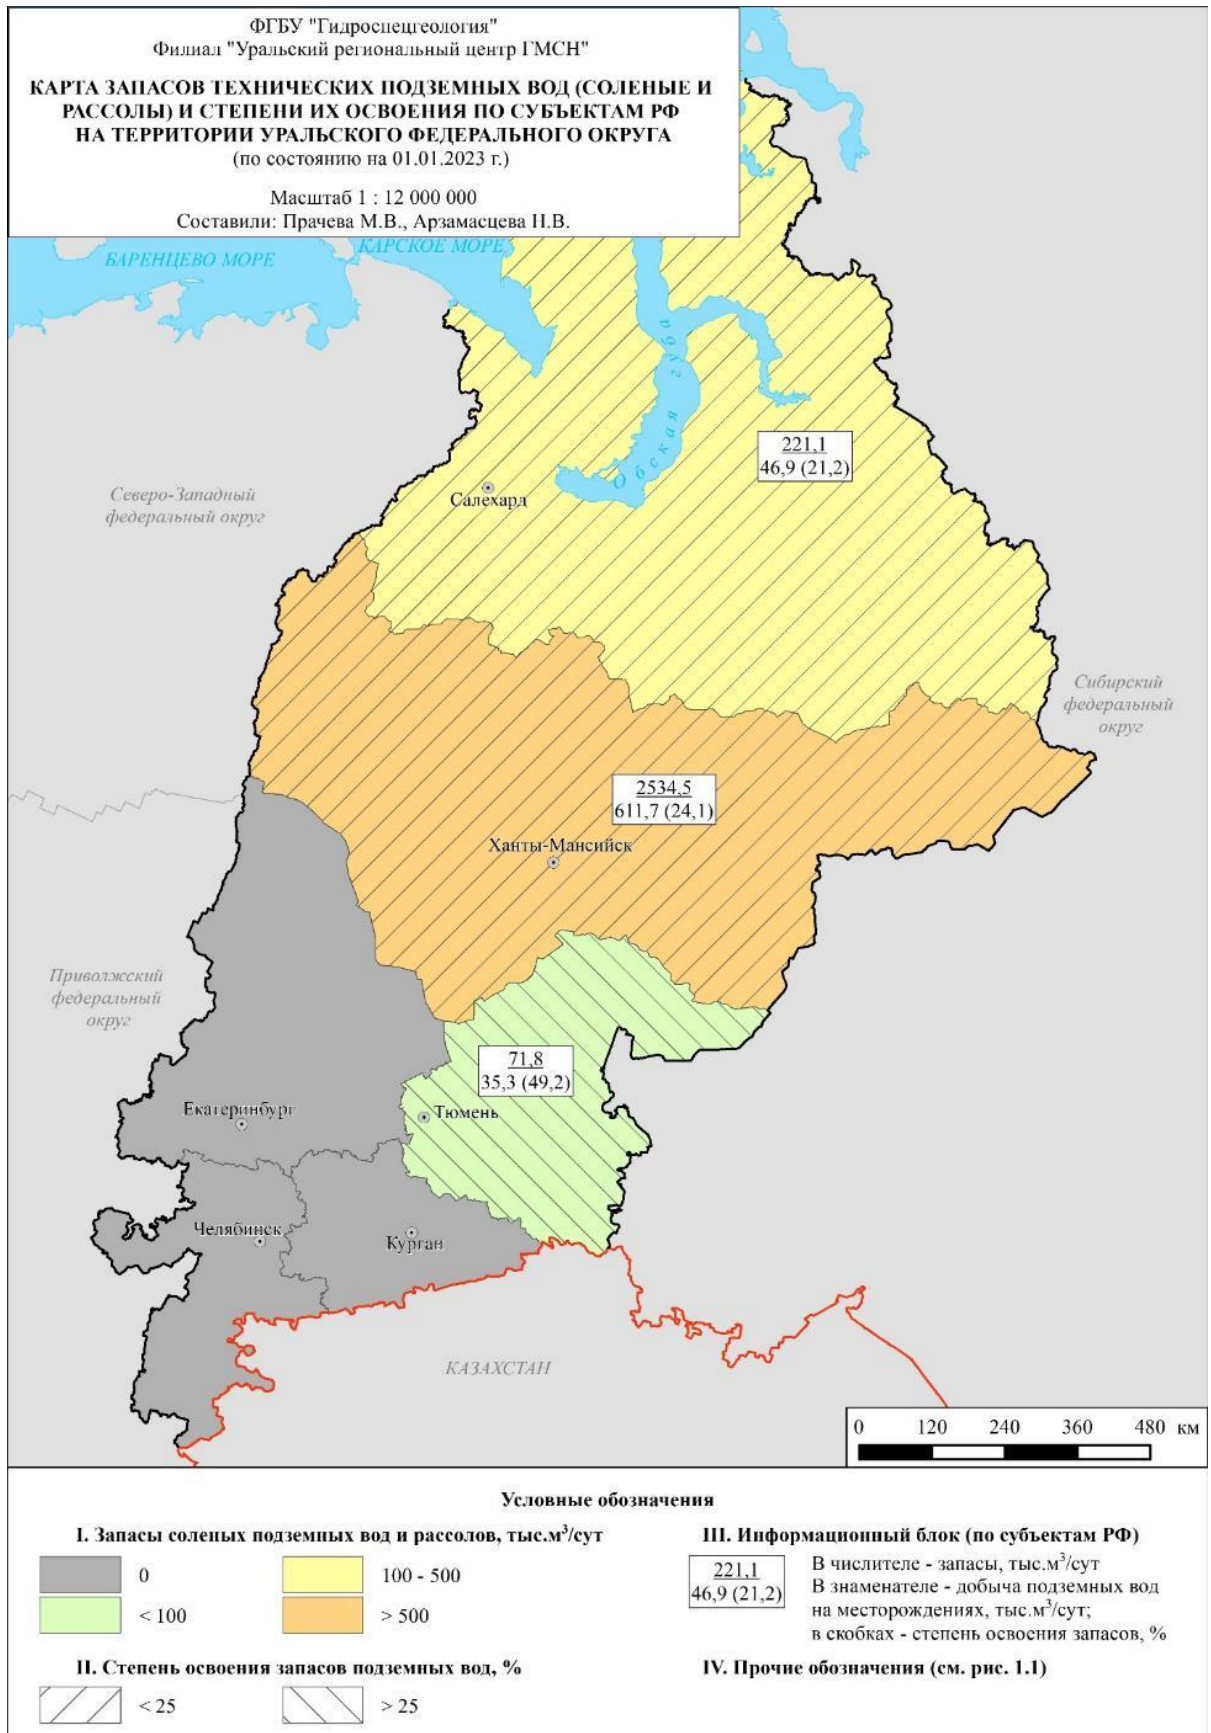 ФГБУ "Гидроспецгеология"
Филиал "Уральский региональный центр ГМСН"
КАРТА ЗАПАСОВ ТЕХНИЧЕСКИХ ПОДЗЕМНЫХ ВОД (СОЛЕНЫЕ И
РАССОЛЫ) И СТЕПЕНИ ИХ ОСВОЕНИЯ ПО СУБЪЕКТАМ РФ
НА ТЕРРИТОРИИ УРАЛЬСКОГО ФЕДЕРАЛЬНОГО ОКРУГА
(по состоянию на 01.01.2023 г.)
Масштаб 1 : 12 000 000
Составили: Прачева М.В., Арзамасцева Н.В.
КАРСКОЕ МОРЕ
БАРЕНЦЕВО МОРЕ
Обская губа
221,1
46,9 (21,2)
Салехард
Северо-Западный
федеральный округ
Сибирский
федеральный
округ
2534,5
611,7 (24,1)
Ханты-Мансийск
Приволжский
федеральный
округ
71,8
35,3 (49,2)
Екатеринбург
Тюмень
Челябинск
Курган
КАЗАХСТАН
0 120 240 360 480 км
Условные обозначения
I. Запасы соленых подземных вод и рассолов, тыс.м³/сут
0
100 - 500
< 100
> 500
II. Степень освоения запасов подземных вод, %
< 25
> 25
III. Информационный блок (по субъектам РФ)
221,1
46,9 (21,2)
В числителе - запасы, тыс.м³/сут
В знаменателе - добыча подземных вод
на месторождениях, тыс.м³/сут;
в скобках - степень освоения запасов, %
IV. Прочие обозначения (см. рис. 1.1)